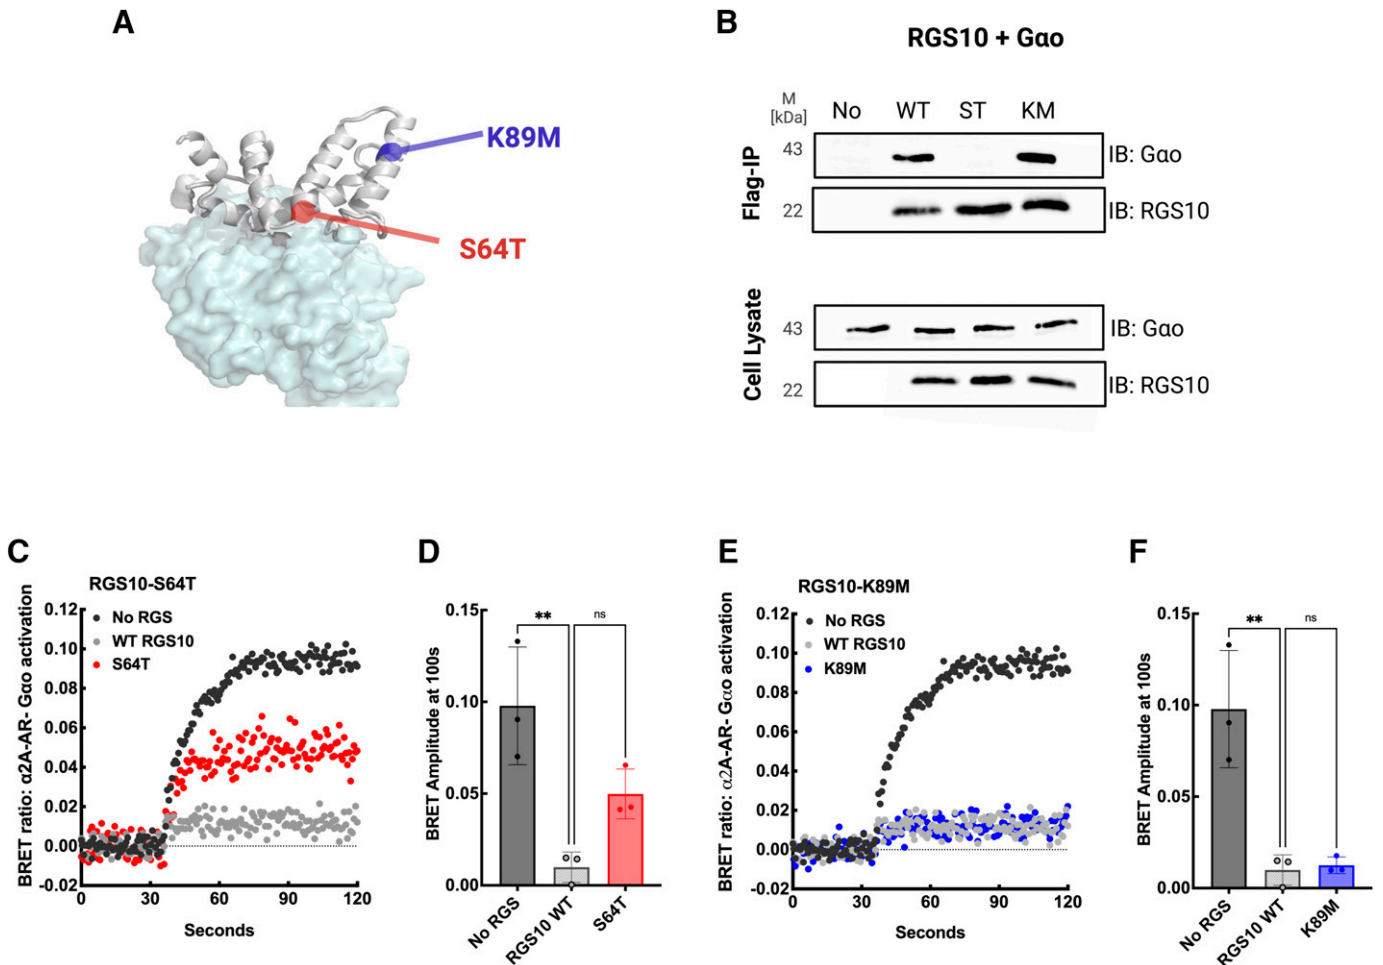 A
K89M
S64T
B
RGS10 + Gαo
M
[kDa]
No WT ST KM
Flag-IP
43
IB: Gαo
22
IB: RGS10
Cell Lysate
43
IB: Gαo
22
IB: RGS10
C
RGS10-S64T
No RGS
WT RGS10
S64T
BRET ratio: α2A-AR- Gαo activation
0.12
0.10
0.08
0.06
0.04
0.02
0.00
-0.02
0 30 60 90 120
Seconds
D
BRET Amplitude at 100s
0.15
0.10
0.05
0.00
** ns
No RGS
RGS10 WT
S64T
E
RGS10-K89M
No RGS
WT RGS10
K89M
BRET ratio: α2A-AR- Gαo activation
0.12
0.10
0.08
0.06
0.04
0.02
0.00
-0.02
0 30 60 90 120
Seconds
F
BRET Amplitude at 100s
0.15
0.10
0.05
0.00
** ns
No RGS
RGS10 WT
K89M